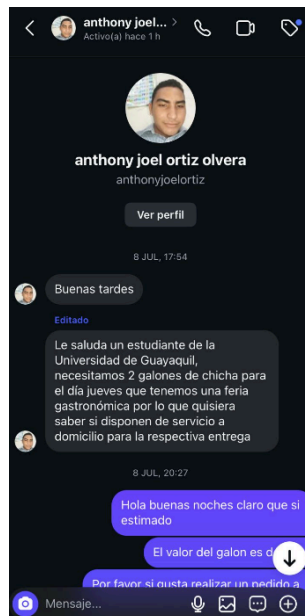 anthony joel...
Activo(a) hace 1 h
anthony joel ortiz olvera
anthonyjoelortiz
Ver perfil
8 JUL, 17:54
Buenas tardes
Editado
Le saluda un estudiante de la
Universidad de Guayaquil,
necesitamos 2 galones de chicha para
el día jueves que tenemos una feria
gastronómica por lo que quisiera
saber si disponen de servicio a
domicilio para la respectiva entrega
8 JUL, 20:27
Hola buenas noches claro que si
estimado
El valor del galon es d
Por favor si gusta realizar un pedido a
Mensaje...